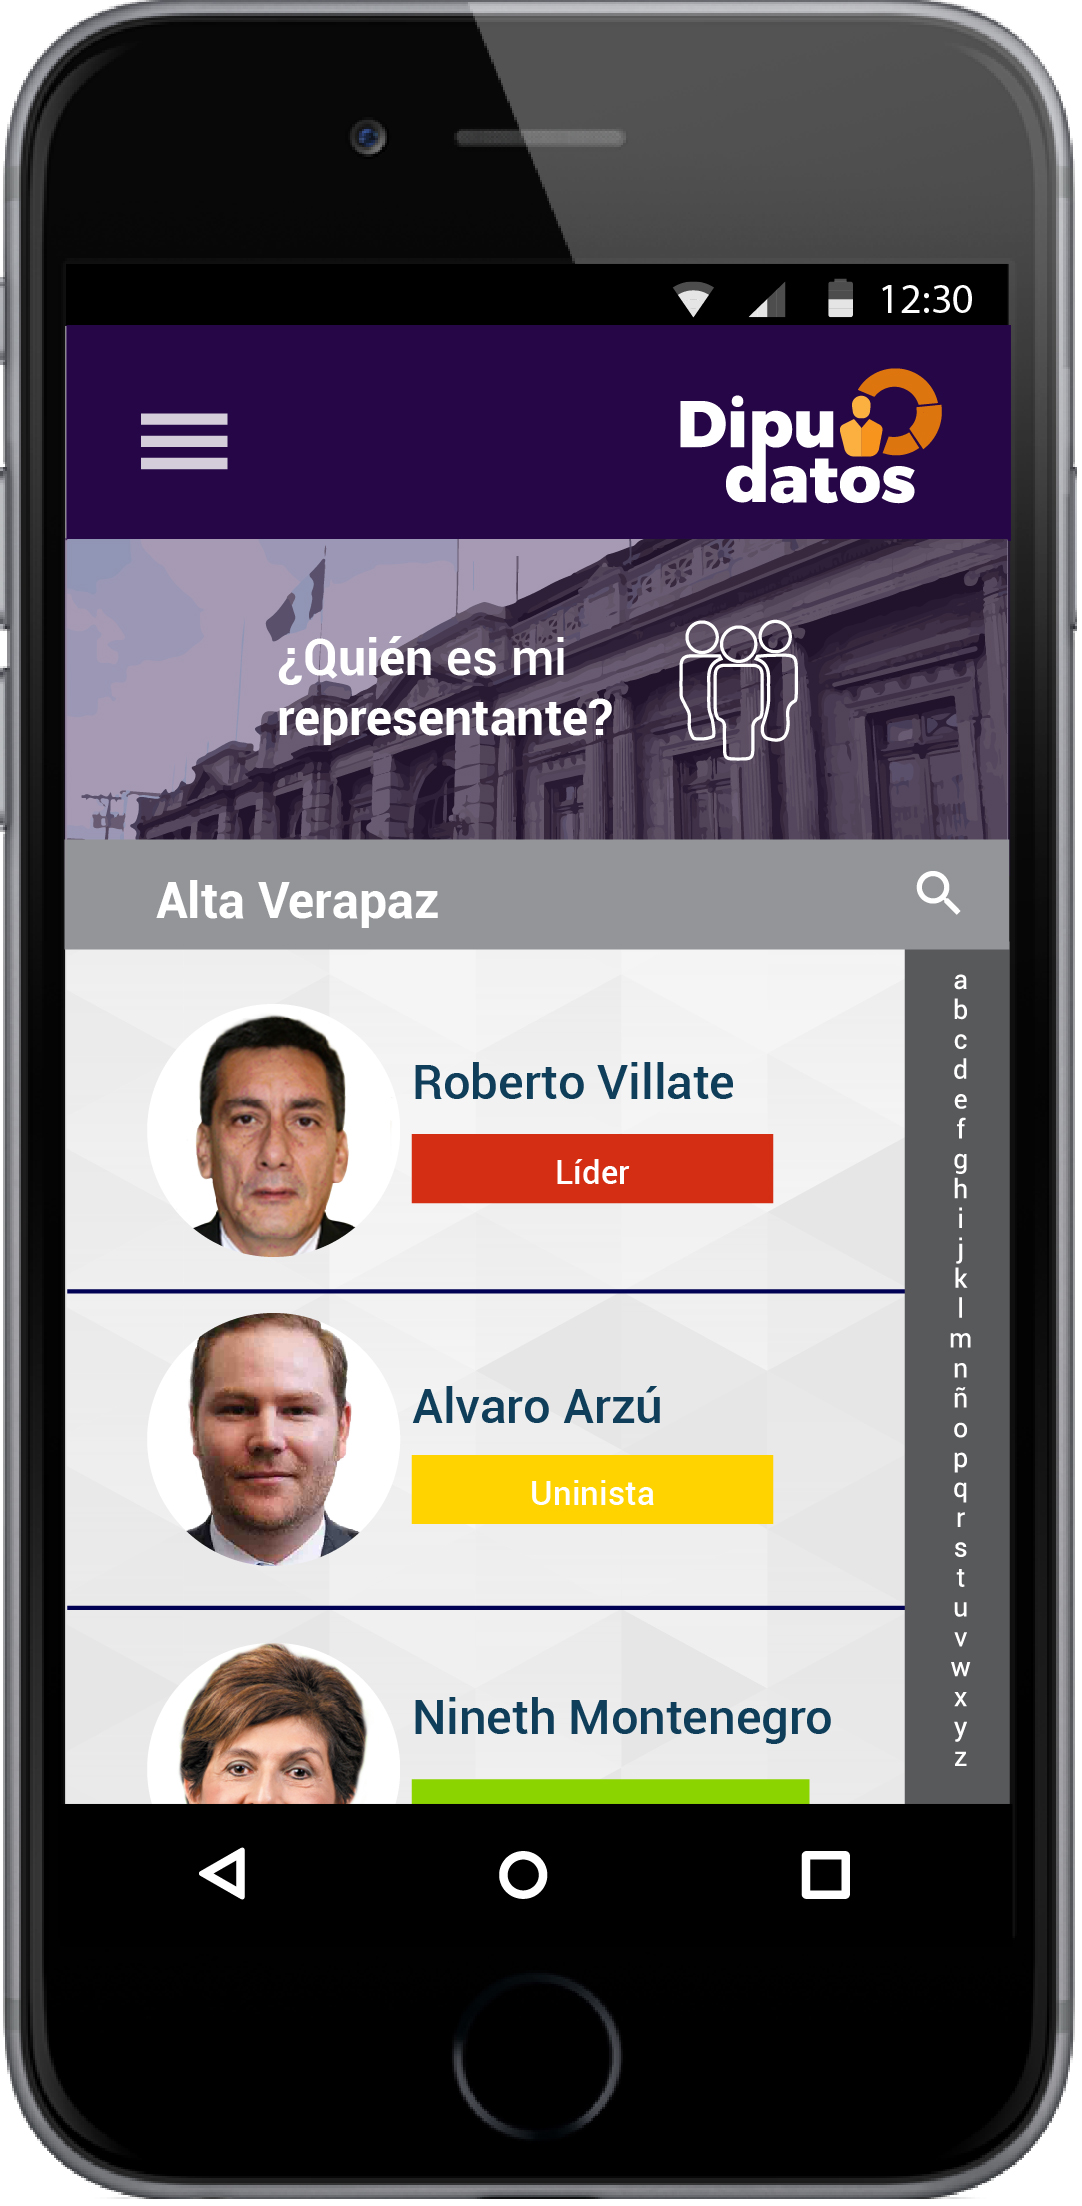 12:30
Dipu
datos
¿Quién es mi
representante?
Alta Verapaz
Roberto Villate
Líder
Alvaro Arzú
Uninista
Nineth Montenegro
a
b
c
d
e
f
g
h
i
j
k
l
m
n
ñ
o
p
q
r
s
t
u
v
w
x
y
z